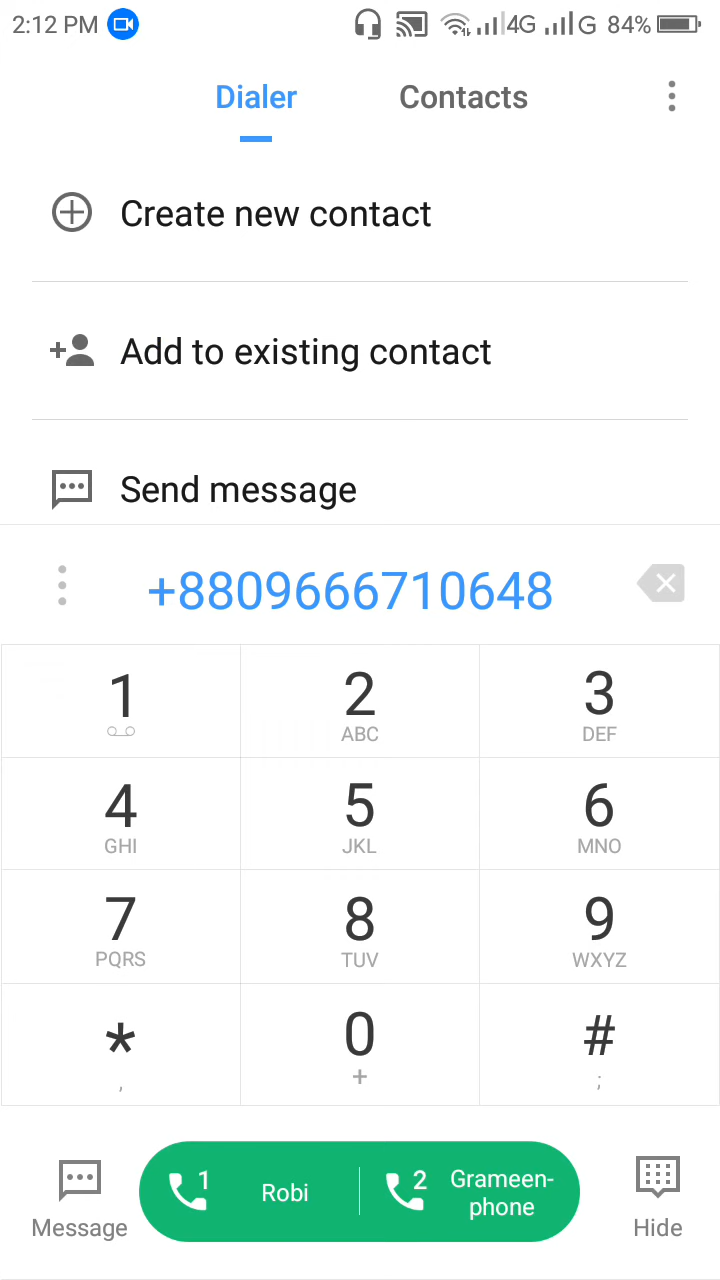 2:12 PM 4G G 84%
Dialer Contacts
Create new contact
Add to existing contact
Send message
+8809666710648
1 2 3
ABC DEF
4 5 6
GHI JKL MNO
7 8 9
PQRS TUV WXYZ
* 0 #
, + ;
1 Robi 2 Grameen-
phone
Message Hide